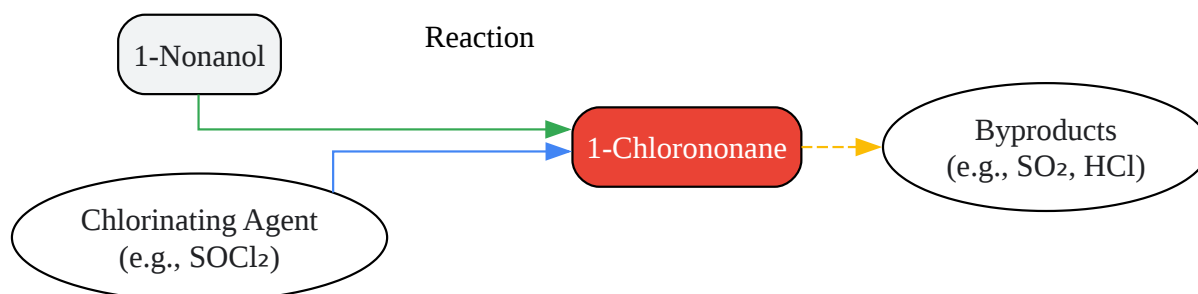 1-Nonanol
Reaction
1-Chlorononane
Byproducts
(e.g., SO₂, HCl)
Chlorinating Agent
(e.g., SOCl₂)